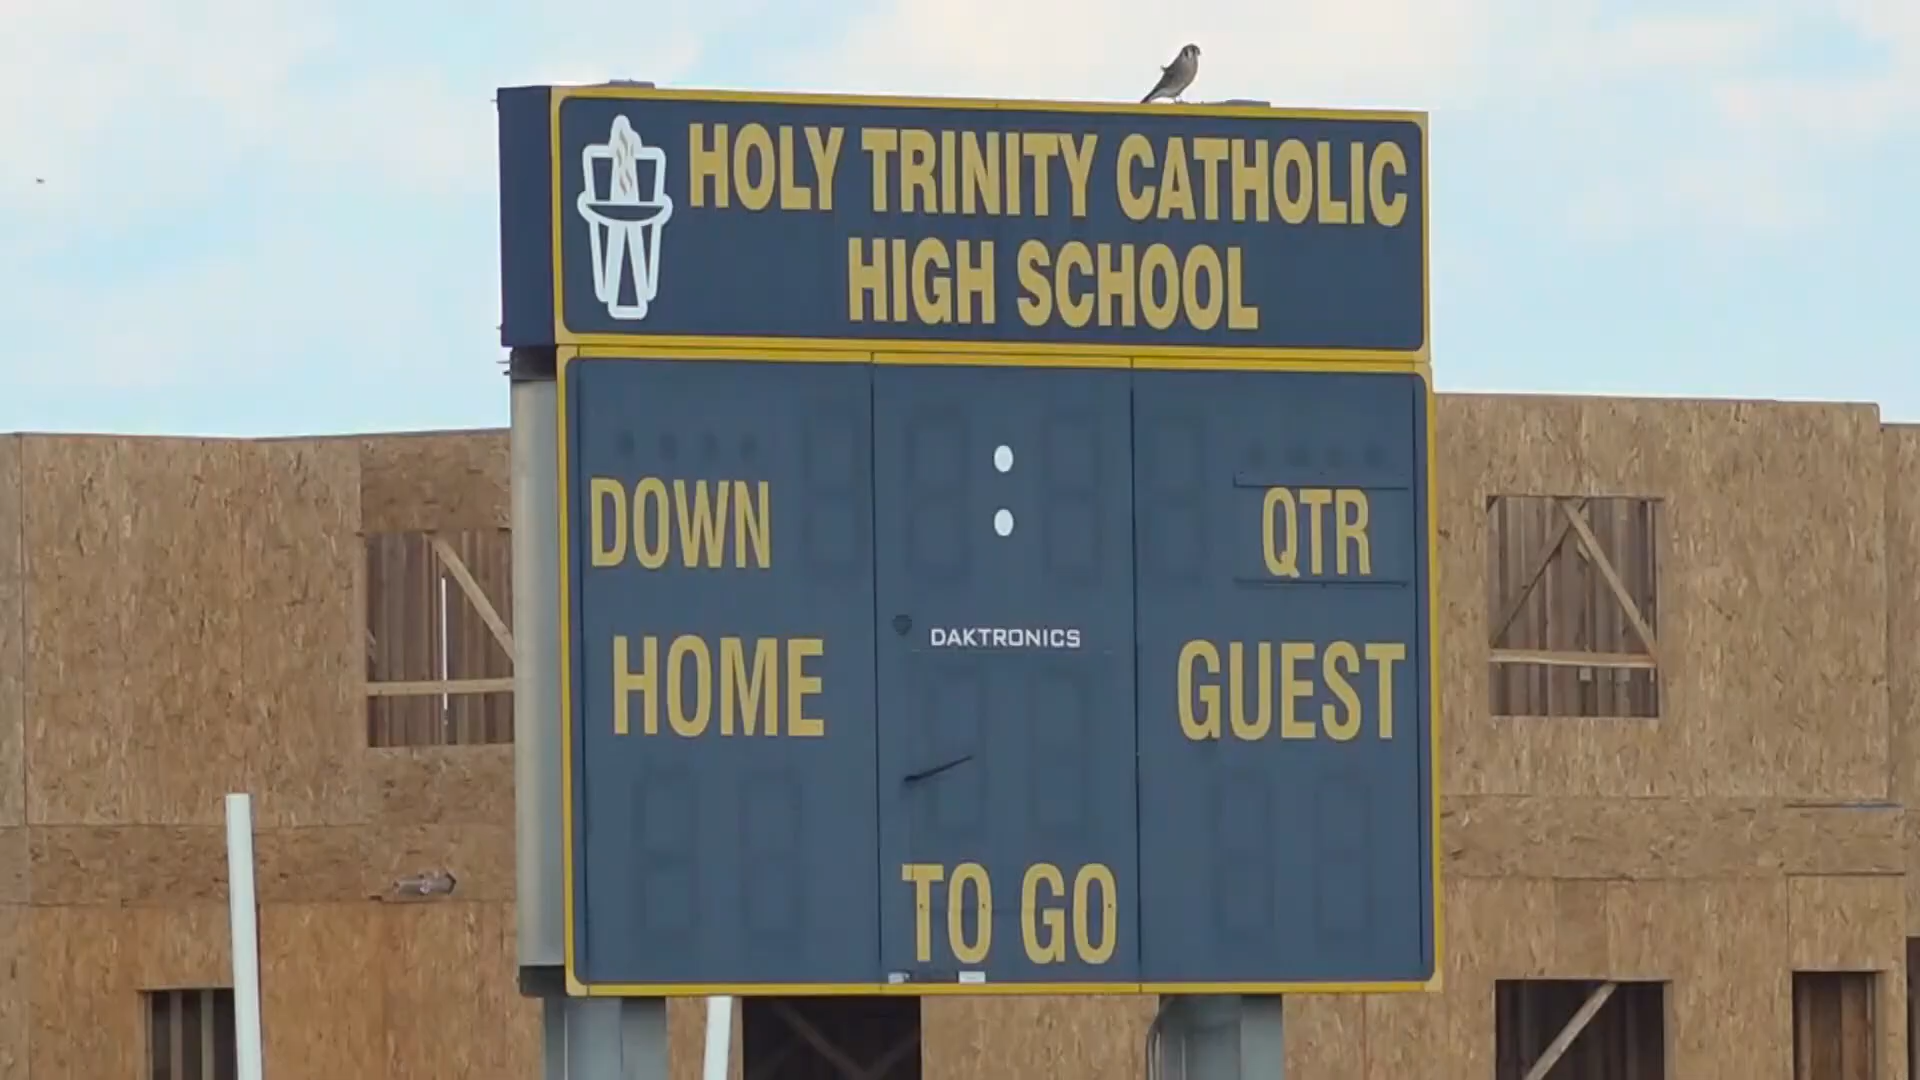 HOLY TRINITY CATHOLIC
HIGH SCHOOL
DOWN
QTR
DAKTRONICS
HOME
GUEST
TO GO